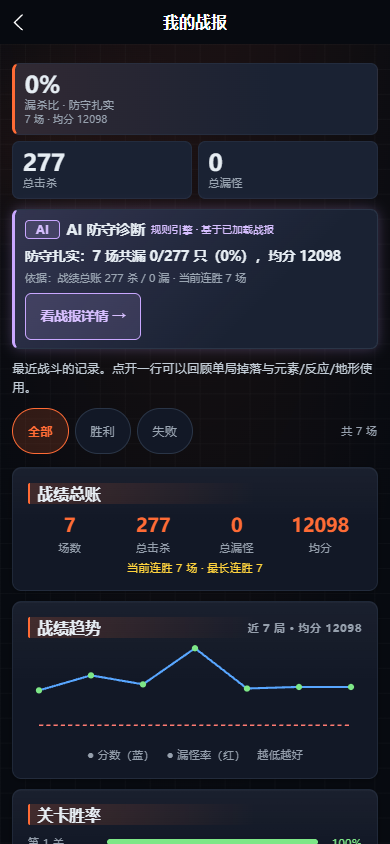 我的战报
0%
漏杀比 · 防守扎实
7 场 · 均分 12098
277
总击杀
0
总漏怪
AI
AI 防守诊断
规则引擎 · 基于已加载战报
防守扎实：7 场共漏 0/277 只（0%），均分 12098
依据：战绩总账 277 杀 / 0 漏 · 当前连胜 7 场
看战报详情 →
最近战斗的记录。点开一行可以回顾单局掉落与元素/反应/地形使
用。
全部
胜利
失败
共 7 场
战绩总账
7
277
0
12098
场数
总击杀
总漏怪
均分
当前连胜 7 场 · 最长连胜 7
战绩趋势
近 7 局 • 均分 12098
● 分数（蓝）
● 漏怪率（红）
越低越好
关卡胜率
第 1 关
100%